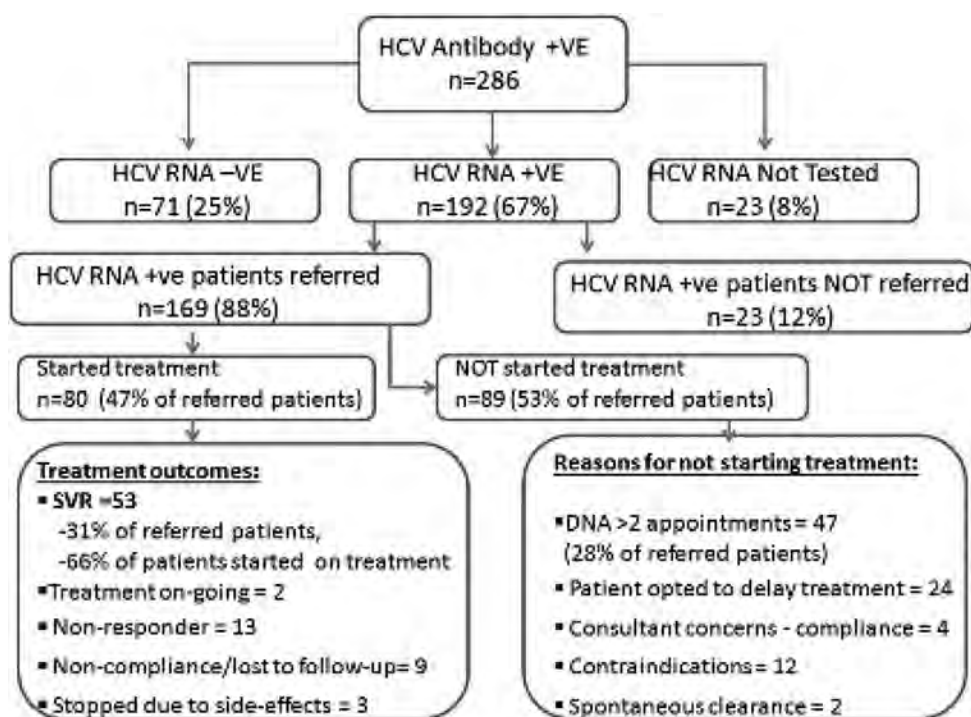 HCV Antibody +VE
n=286
HCV RNA –VE
n=71 (25%)
HCV RNA +VE
n=192 (67%)
HCV RNA Not Tested
n=23 (8%)
HCV RNA +ve patients referred
n=169 (88%)
HCV RNA +ve patients NOT referred
n=23 (12%)
Started treatment
n=80 (47% of referred patients)
NOT started treatment
n=89 (53% of referred patients)
Treatment outcomes:
▪ SVR =53
-31% of referred patients,
-66% of patients started on treatment
▪Treatment on-going = 2
▪ Non-responder = 13
▪ Non-compliance/lost to follow-up= 9
▪ Stopped due to side-effects = 3
Reasons for not starting treatment:
▪DNA >2 appointments = 47
(28% of referred patients)
▪ Patient opted to delay treatment = 24
▪ Consultant concerns - compliance = 4
▪ Contraindications = 12
▪ Spontaneous clearance = 2